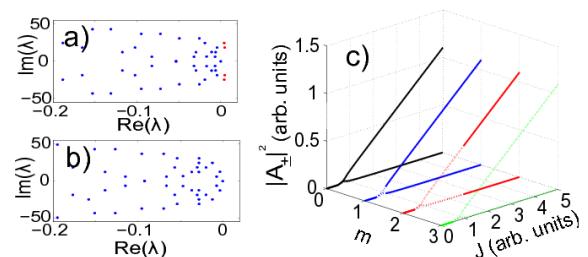 a)
50
0
-50
Im(λ)
-0.2
-0.1
0
Re(λ)
b)
50
0
-50
Im(λ)
-0.2
-0.1
0
Re(λ)
c)
1.5
1
0.5
0
|A±|² (arb. units)
0
1
2
3
m
0
1
2
3
4
5
J (arb. units)